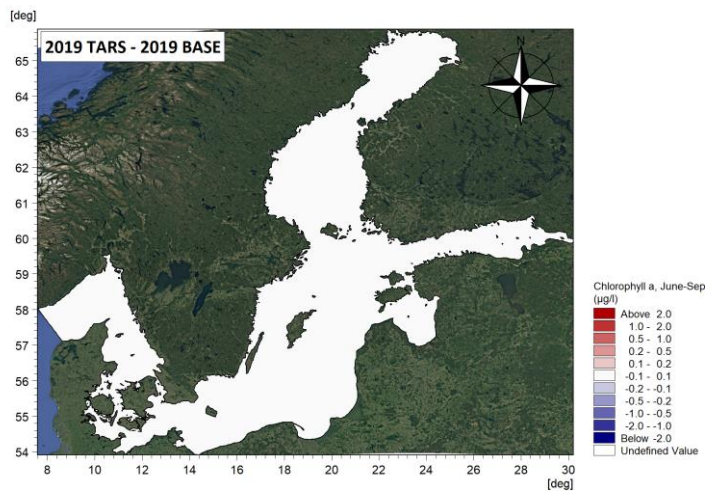 [deg]
2019 TARS - 2019 BASE
N
65
64
63
62
61
60
59
58
57
56
55
54
8 10 12 14 16 18 20 22 24 26 28 30
[deg]
Chlorophyll a, June-Sep
(µg/l)
Above 2.0
1.0 - 2.0
0.5 - 1.0
0.2 - 0.5
0.1 - 0.2
-0.1 - 0.1
-0.2 - -0.1
-0.5 - -0.2
-1.0 - -0.5
-2.0 - -1.0
Below -2.0
Undefined Value